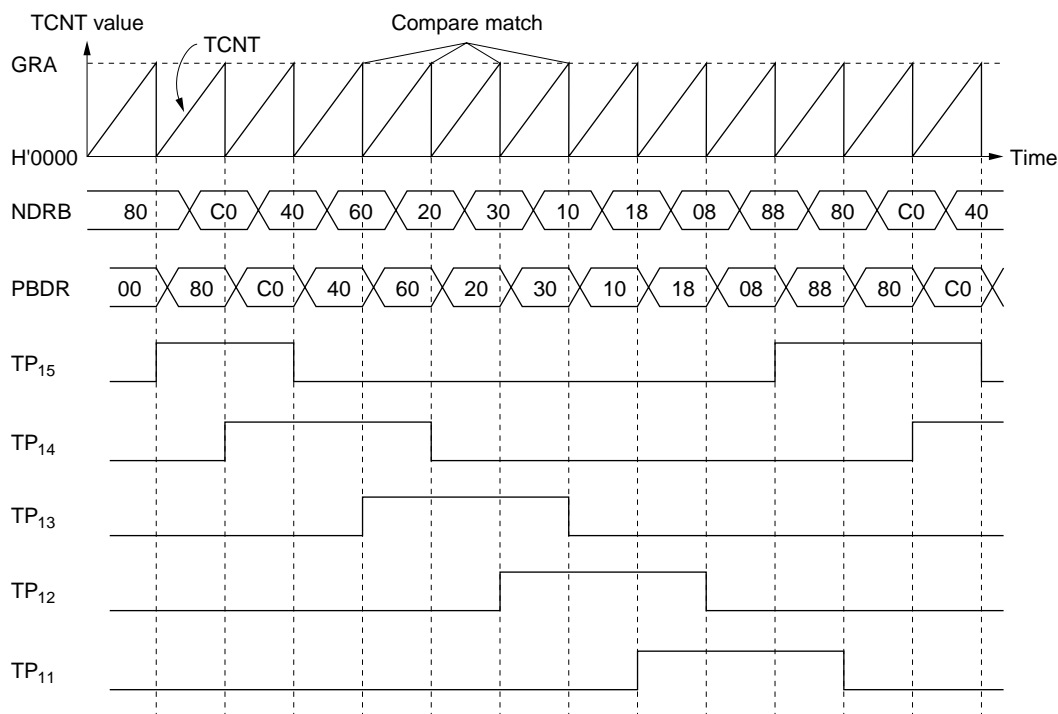 TCNT value
Compare match
TCNT
GRA
H'0000
Time
NDRB 80 C0 40 60 20 30 10 18 08 88 80 C0 40
PBDR 00 80 C0 40 60 20 30 10 18 08 88 80 C0
TP15
TP14
TP13
TP12
TP11